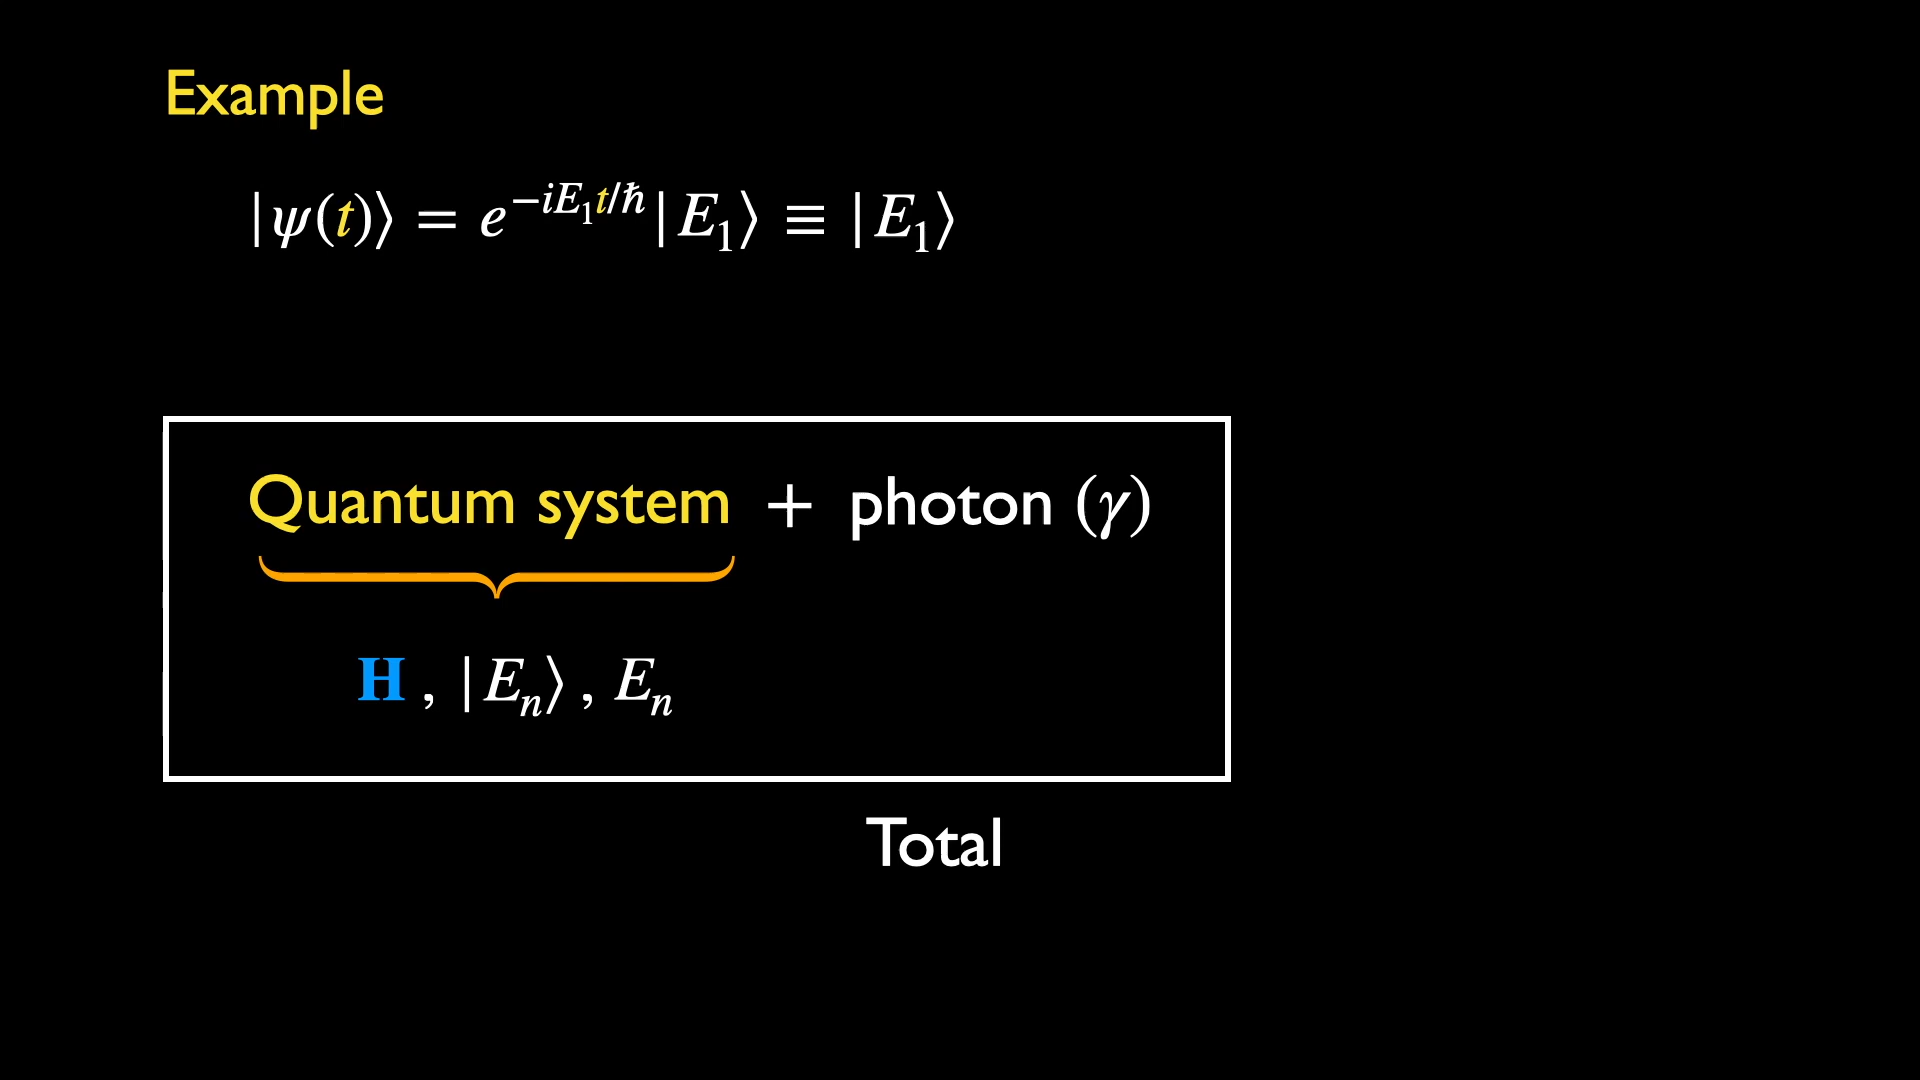 Example
|ψ(t)⟩ = e^{−iE₁t/ħ}|E₁⟩ ≡ |E₁⟩
Quantum system + photon (γ)
H , |Eₙ⟩ , Eₙ
Total